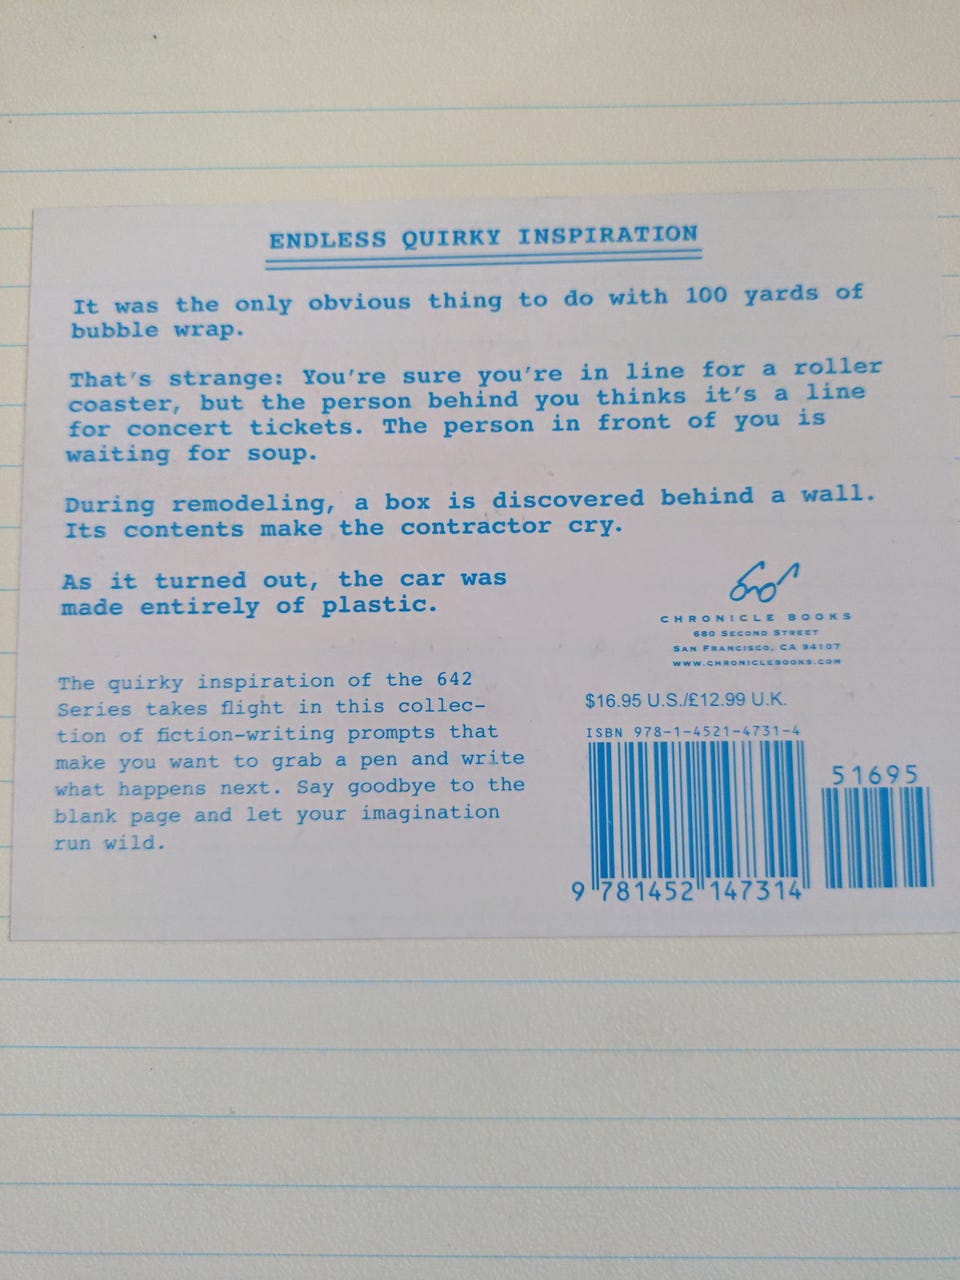 ENDLESS QUIRKY INSPIRATION
It was the only obvious thing to do with 100 yards of
bubble wrap.
That's strange: You're sure you're in line for a roller
coaster, but the person behind you thinks it's a line
for concert tickets. The person in front of you is
waiting for soup.
During remodeling, a box is discovered behind a wall.
Its contents make the contractor cry.
As it turned out, the car was
made entirely of plastic.
The quirky inspiration of the 642
Series takes flight in this collec-
tion of fiction-writing prompts that
make you want to grab a pen and write
what happens next. Say goodbye to the
blank page and let your imagination
run wild.
CHRONICLE BOOKS
680 SECOND STREET
SAN FRANCISCO, CA 94107
WWW.CHRONICLEBOOKS.COM
$16.95 U.S./£12.99 U.K.
ISBN 978-1-4521-4731-4
51695
9 781452 147314